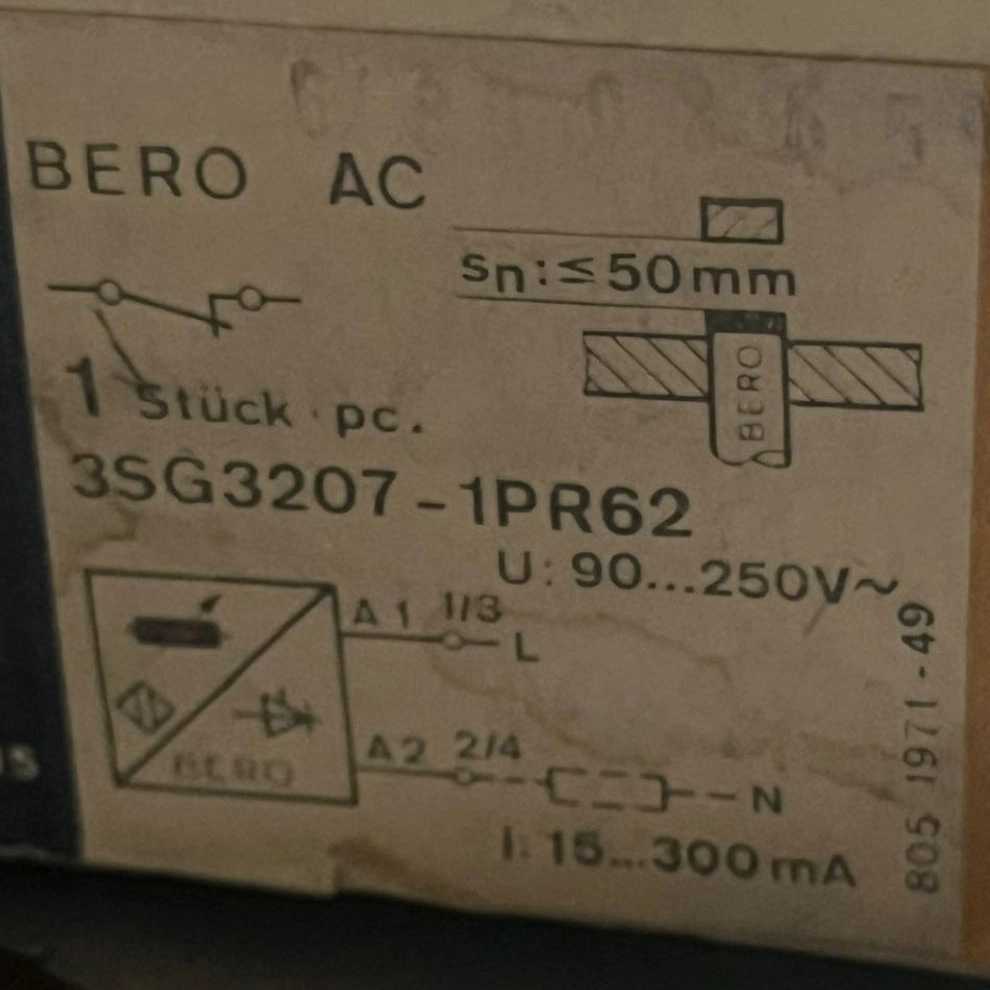 BERO AC
sn:≤50mm
BERO
1 Stück · pc.
3SG3207-1PR62
U: 90...250V~
A1 1/3
L
A2 2/4
BERO
N
I: 15...300mA
805 1971-49